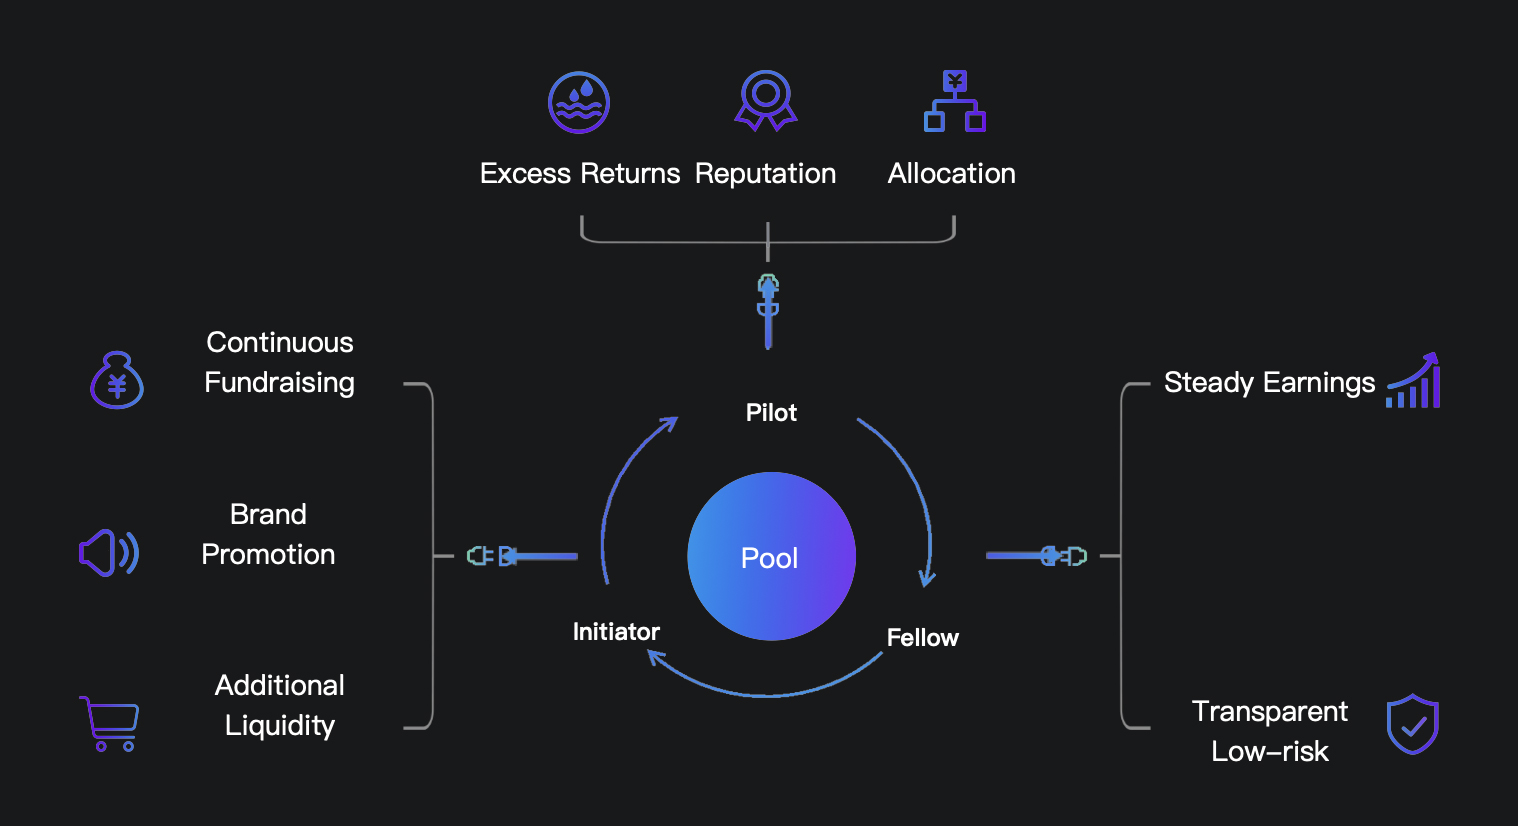 Excess Returns
Reputation
Allocation
Continuous
Fundraising
Steady Earnings
Pilot
Brand
Promotion
Pool
Initiator
Fellow
Additional
Liquidity
Transparent
Low-risk
¥
¥